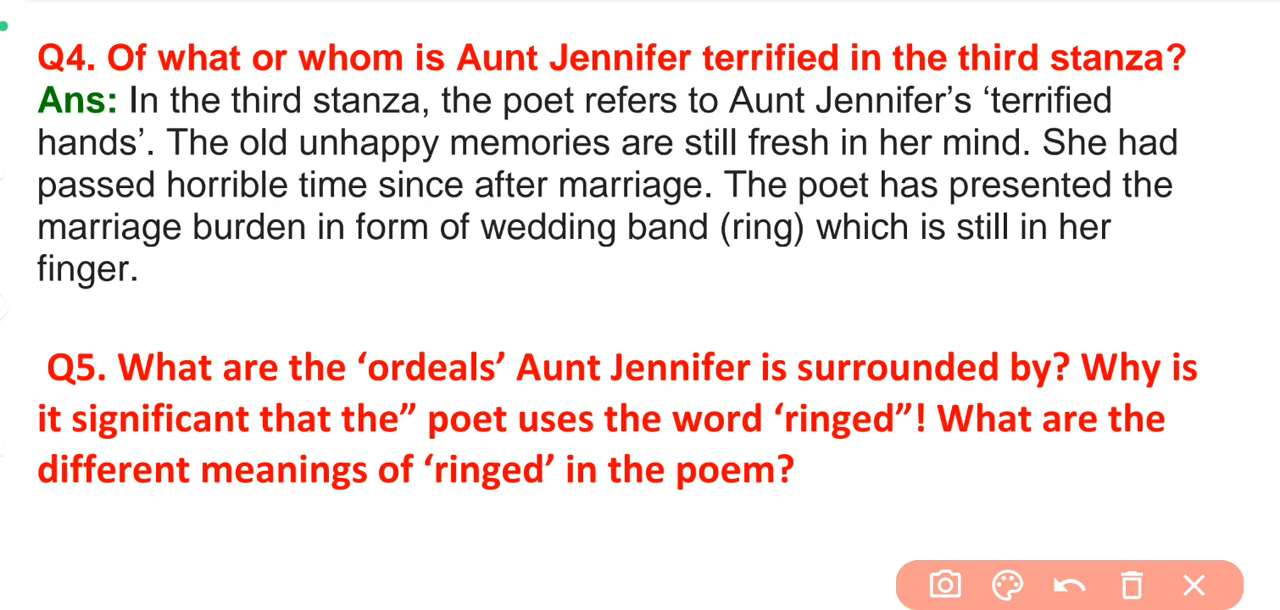 Q4. Of what or whom is Aunt Jennifer terrified in the third stanza?
Ans: In the third stanza, the poet refers to Aunt Jennifer’s ‘terrified
hands’. The old unhappy memories are still fresh in her mind. She had
passed horrible time since after marriage. The poet has presented the
marriage burden in form of wedding band (ring) which is still in her
finger.
Q5. What are the ‘ordeals’ Aunt Jennifer is surrounded by? Why is
it significant that the” poet uses the word ‘ringed”! What are the
different meanings of ‘ringed’ in the poem?